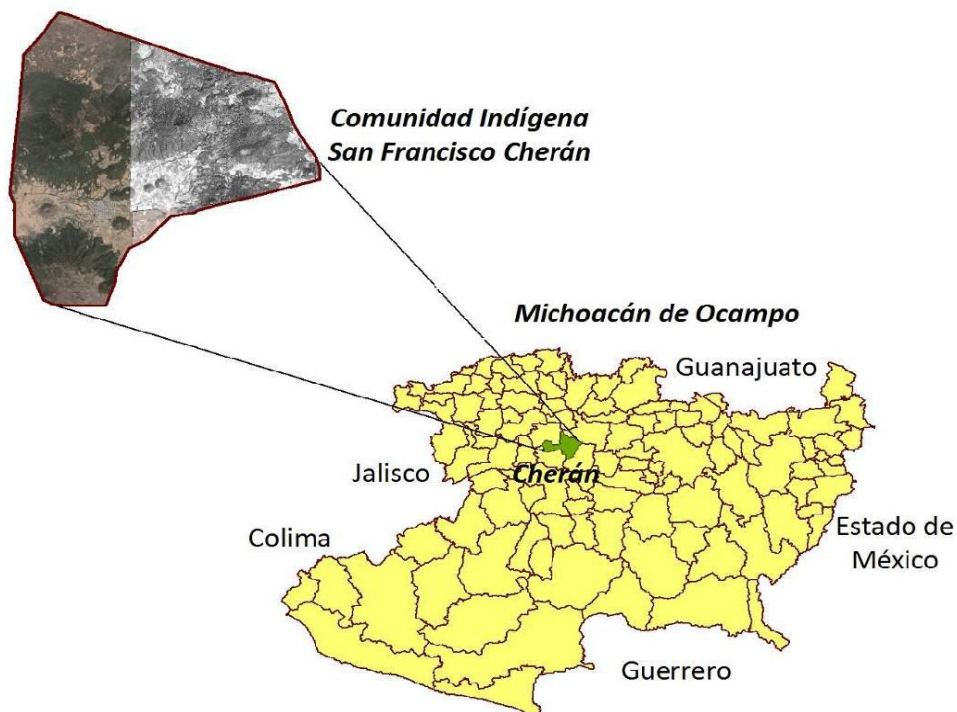 Comunidad Indígena
San Francisco Cherán
Michoacán de Ocampo
Guanajuato
Jalisco
Cherán
Colima
Estado de
México
Guerrero